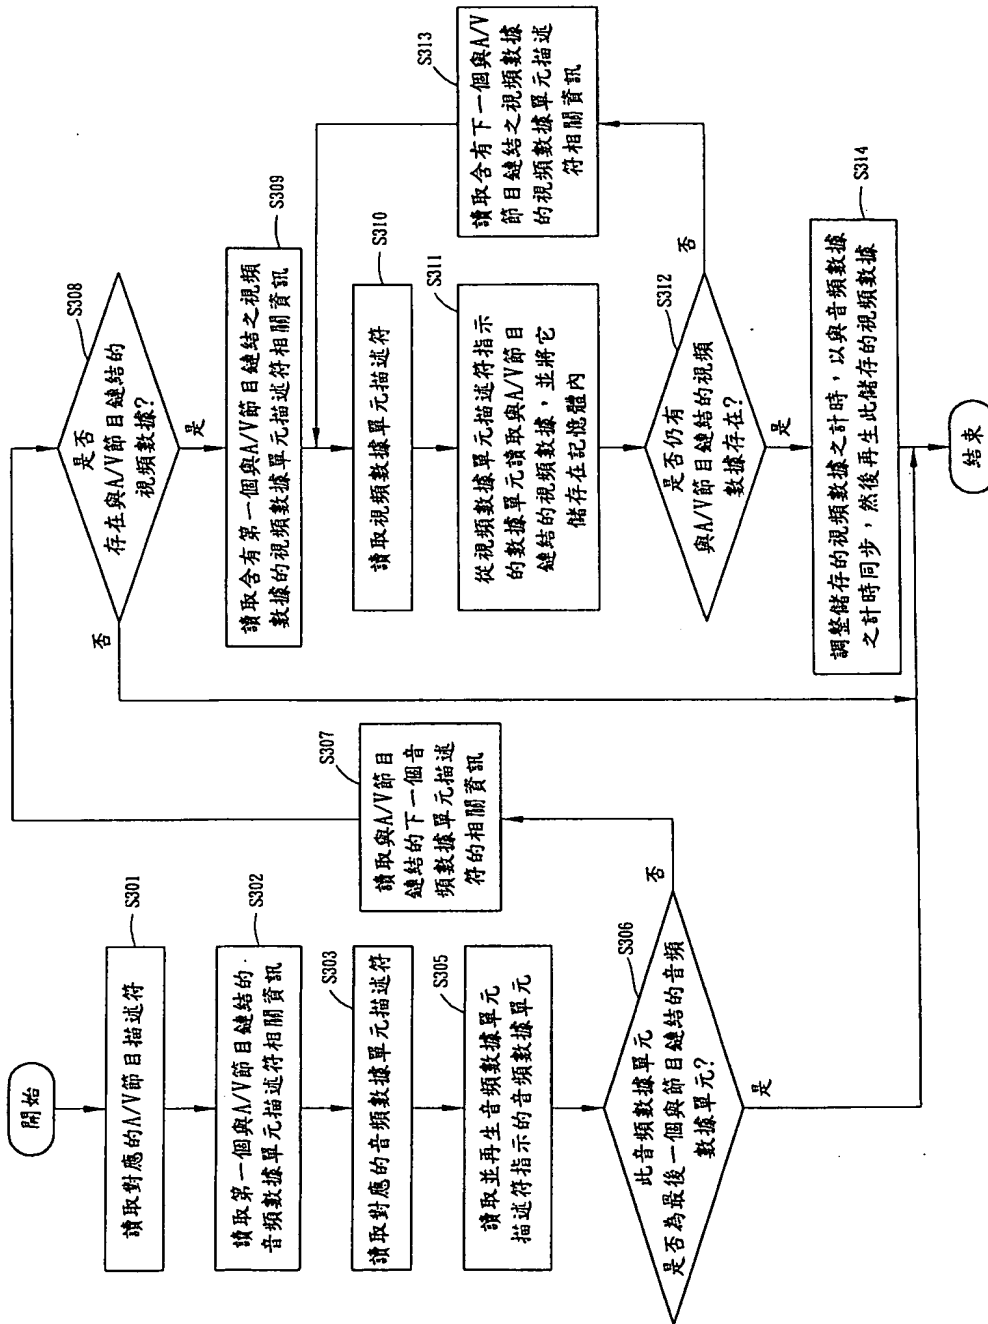 開始
S301
讀取對應的A/V節目描述符
S302
讀取第一個與A/V節目鏈結的
音頻數據單元描述符相關資訊
S303
讀取對應的音頻數據單元描述符
S305
讀取並再生音頻數據單元
描述符指示的音頻數據單元
S306
此音頻數據單元
是否為最後一個與節目鏈結的音頻
數據單元?
是
否
S307
讀取與A/V節目
鏈結的下一個音
頻數據單元描述
符的相關資訊
S308
是否
存在與A/V節目鏈結的
視頻數據?
否
是
S309
讀取含有第一個與A/V節目鏈結之視頻
數據的視頻數據單元描述符相關資訊
S310
讀取視頻數據單元描述符
S311
從視頻數據單元描述符指示
的數據單元讀取與A/V節目
鏈結的視頻數據，並將它
儲存在記憶體內
S312
是否仍有
與A/V節目鏈結的視頻
數據存在?
否
是
S313
讀取含有下一個與A/V
節目鏈結之視頻數據
的視頻數據單元描述
符相關資訊
S314
調整儲存的視頻數據之計時，以與音頻數據
之計時同步，然後再生此儲存的視頻數據
結束